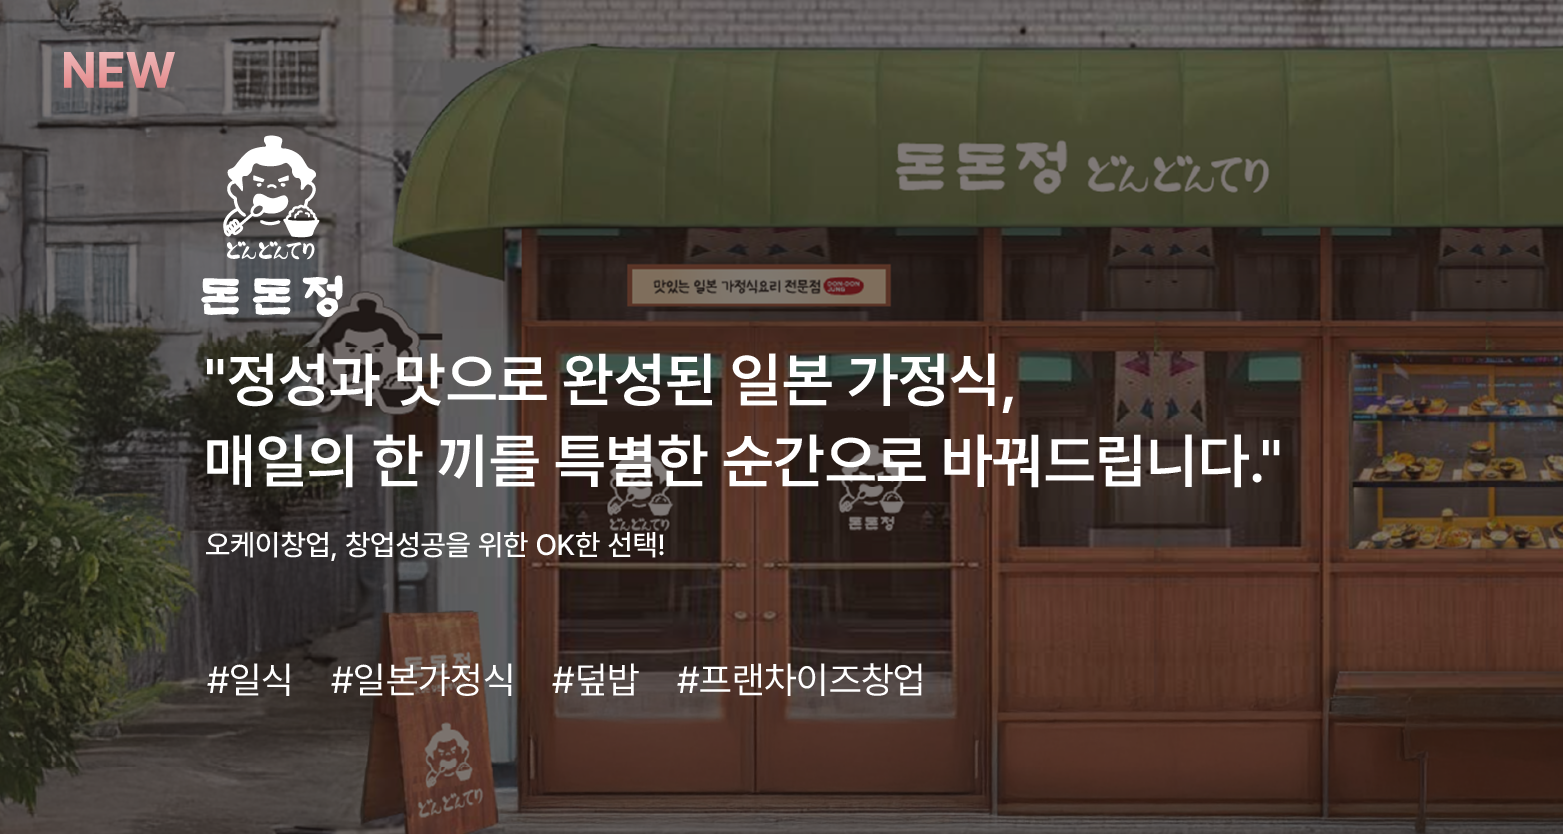 NEW
돈돈정 どんどんてり
どんどんてり
돈돈정
맛있는 일본 가정식요리 전문점 DON-DON JUNG
"정성과 맛으로 완성된 일본 가정식,
매일의 한 끼를 특별한 순간으로 바꿔드립니다."
どんどんてり
돈돈정
오케이창업, 창업성공을 위한 OK한 선택!
돈돈정
#일식 #일본가정식 #덮밥 #프랜차이즈창업
どんどんてり